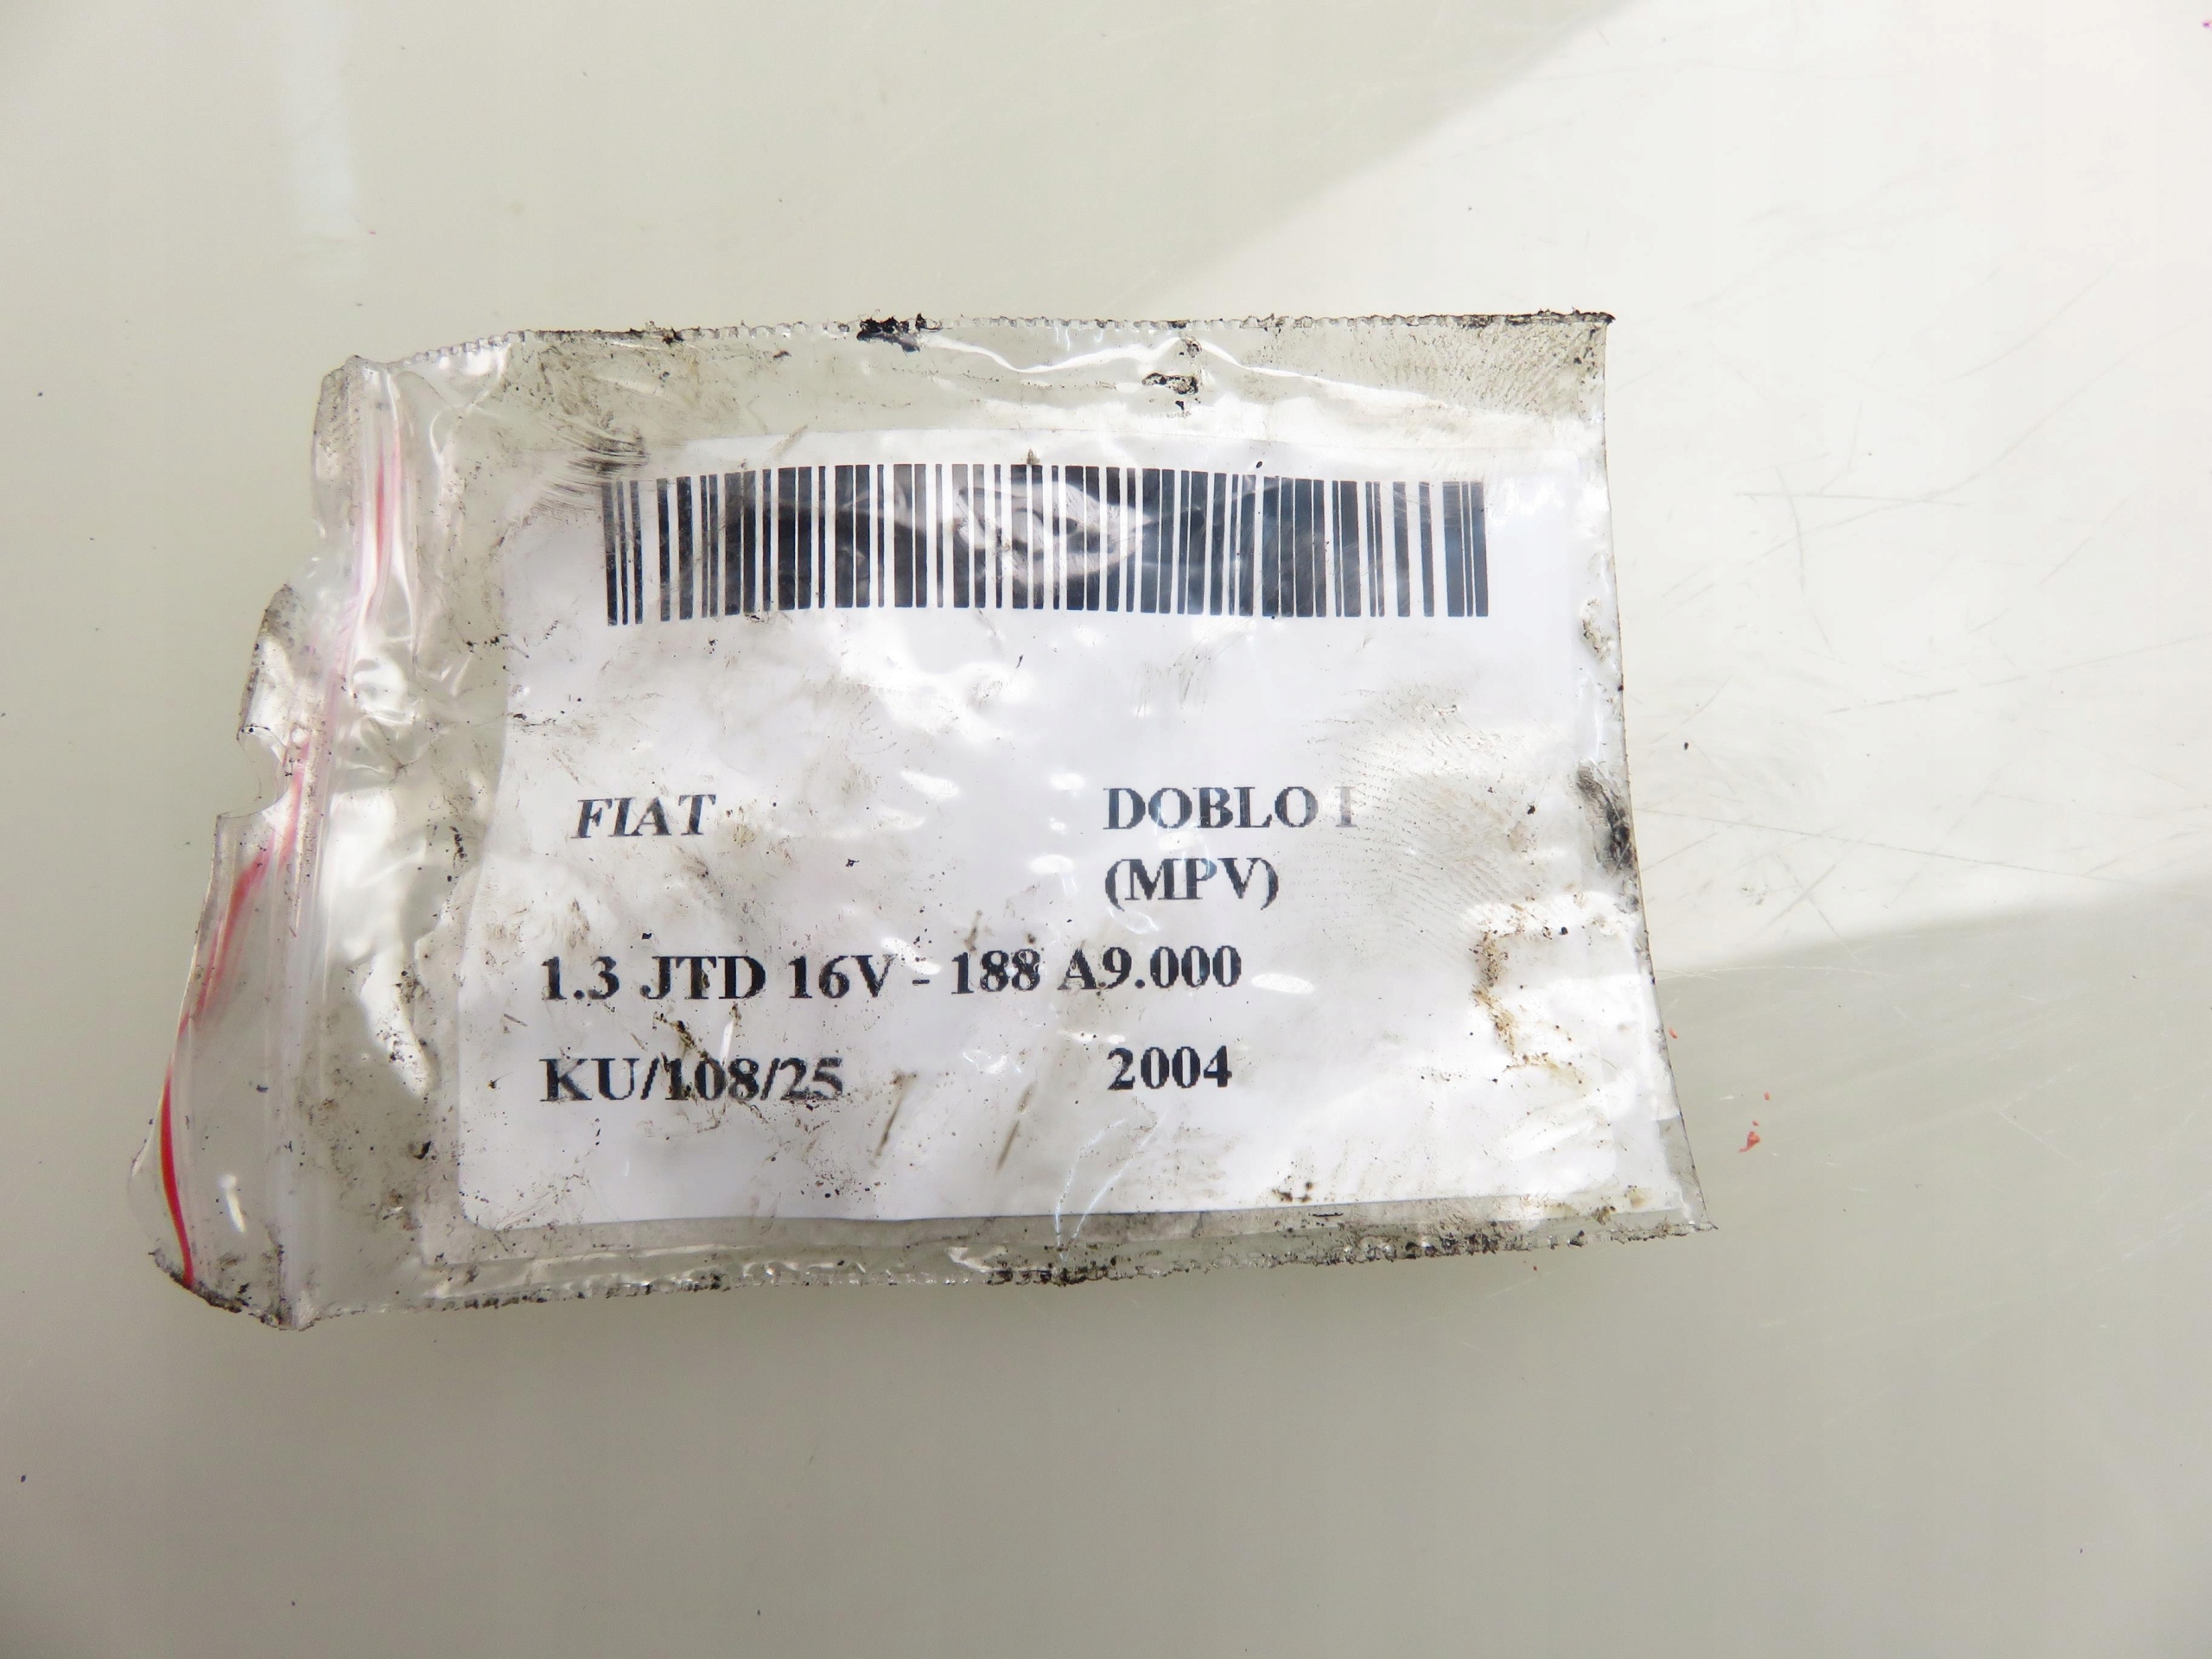 FIAT DOBLO I
(MPV)
1.3 JTD 16V - 188 A9.000
KU/108/25 2004